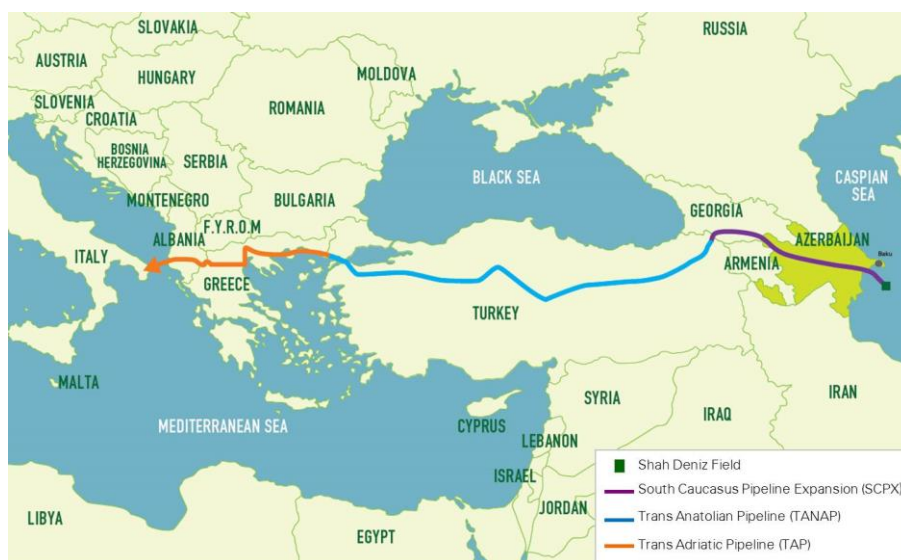 SLOVAKIA
RUSSIA
AUSTRIA
HUNGARY
MOLDOVA
SLOVENIA
CROATIA
ROMANIA
BOSNIA
HERZEGOVINA
SERBIA
BLACK SEA
CASPIAN
SEA
MONTENEGRO
BULGARIA
GEORGIA
F.Y.R.O.M
ALBANIA
AZERBAIJAN
ITALY
ARMENIA
Baku
GREECE
TURKEY
MALTA
SYRIA
IRAN
IRAQ
MEDITERRANEAN SEA
CYPRUS
LEBANON
ISRAEL
JORDAN
LIBYA
EGYPT
Shah Deniz Field
South Caucasus Pipeline Expansion (SCPX)
Trans Anatolian Pipeline (TANAP)
Trans Adriatic Pipeline (TAP)